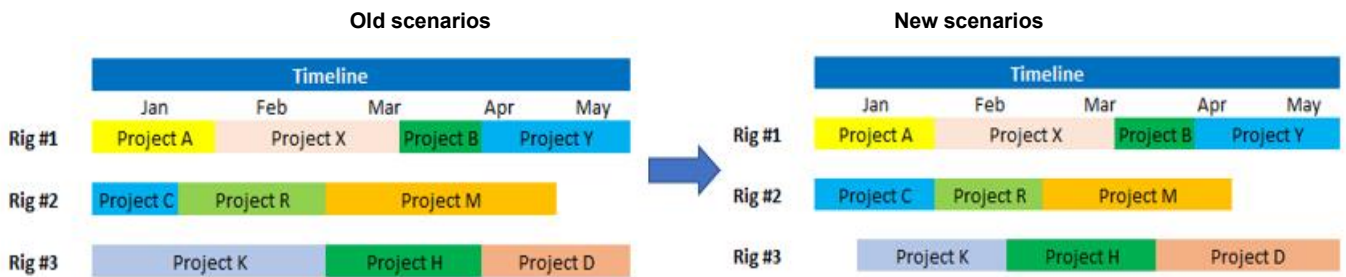 Old scenarios
New scenarios
Timeline
Jan Feb Mar Apr May
Rig #1 Project A Project X Project B Project Y
Rig #2 Project C Project R Project M
Rig #3 Project K Project H Project D
Timeline
Jan Feb Mar Apr May
Rig #1 Project A Project X Project B Project Y
Rig #2 Project C Project R Project M
Rig #3 Project K Project H Project D